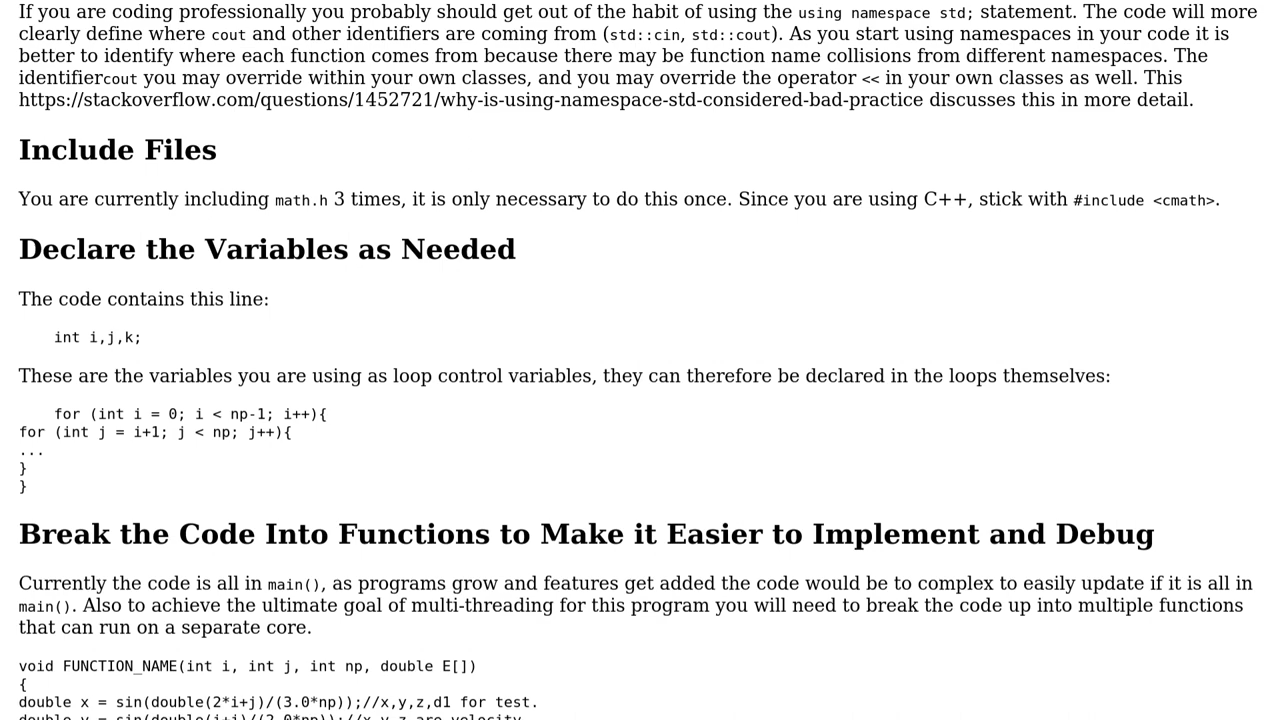 If you are coding professionally you probably should get out of the habit of using the using namespace std; statement. The code will more
clearly define where cout and other identifiers are coming from (std::cin, std::cout). As you start using namespaces in your code it is
better to identify where each function comes from because there may be function name collisions from different namespaces. The
identifiercout you may override within your own classes, and you may override the operator << in your own classes as well. This
https://stackoverflow.com/questions/1452721/why-is-using-namespace-std-considered-bad-practice discusses this in more detail.
Include Files
You are currently including math.h 3 times, it is only necessary to do this once. Since you are using C++, stick with #include <cmath>.
Declare the Variables as Needed
The code contains this line:
int i,j,k;
These are the variables you are using as loop control variables, they can therefore be declared in the loops themselves:
for (int i = 0; i < np-1; i++){
for (int j = i+1; j < np; j++){
...
}
}
Break the Code Into Functions to Make it Easier to Implement and Debug
Currently the code is all in main(), as programs grow and features get added the code would be to complex to easily update if it is all in
main(). Also to achieve the ultimate goal of multi-threading for this program you will need to break the code up into multiple functions
that can run on a separate core.
void FUNCTION_NAME(int i, int j, int np, double E[])
{
double x = sin(double(2*i+j)/(3.0*np));//x,y,z,d1 for test.